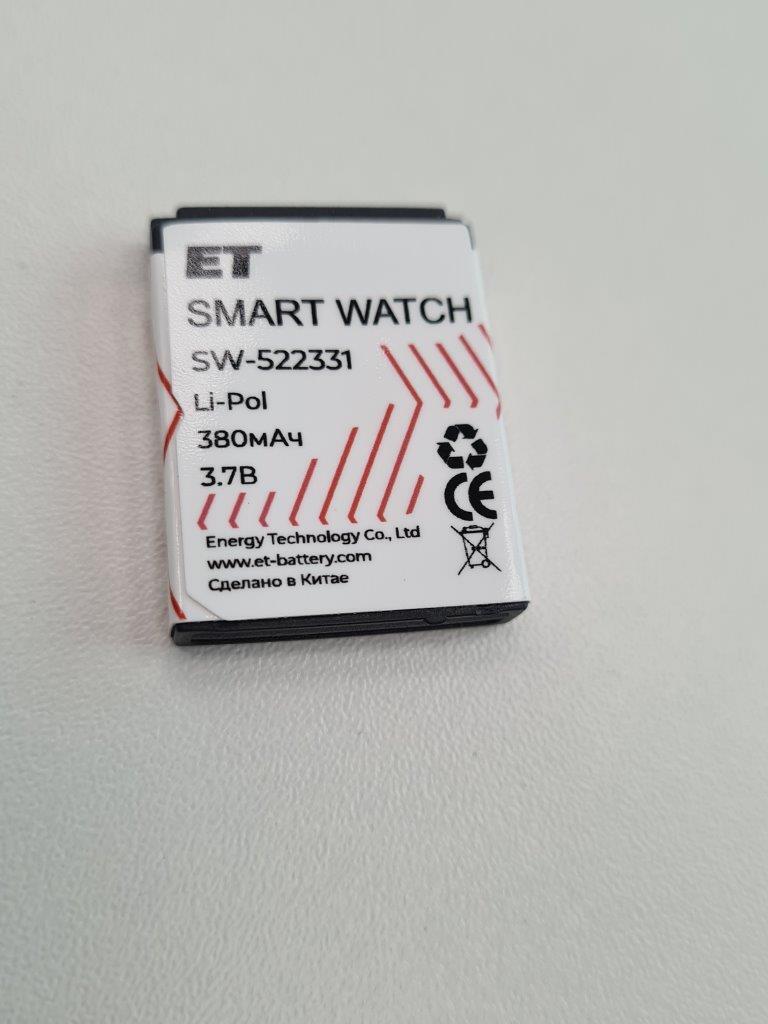 ET
SMART WATCH
SW-522331
Li-Pol
380мАч
3.7В
CE
Energy Technology Co., Ltd
www.et-battery.com
Сделано в Китае